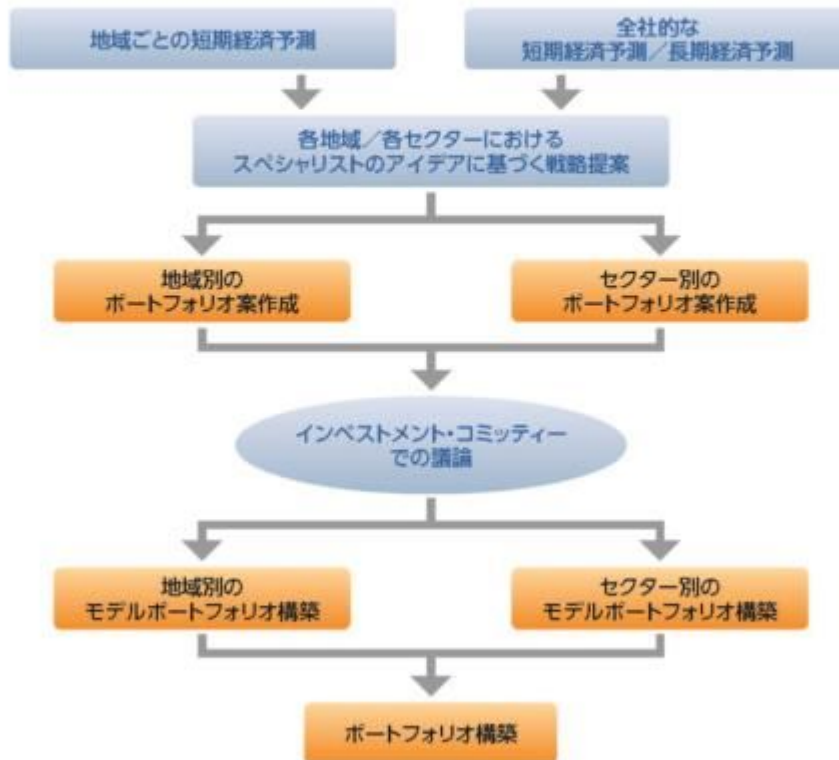 地域ごとの短期経済予測
全社的な
短期経済予測／長期経済予測
各地域／各セクターにおける
スペシャリストのアイデアに基づく戦略提案
地域別の
ポートフォリオ案作成
セクター別の
ポートフォリオ案作成
インベストメント・コミッティー
での議論
地域別の
モデルポートフォリオ構築
セクター別の
モデルポートフォリオ構築
ポートフォリオ構築